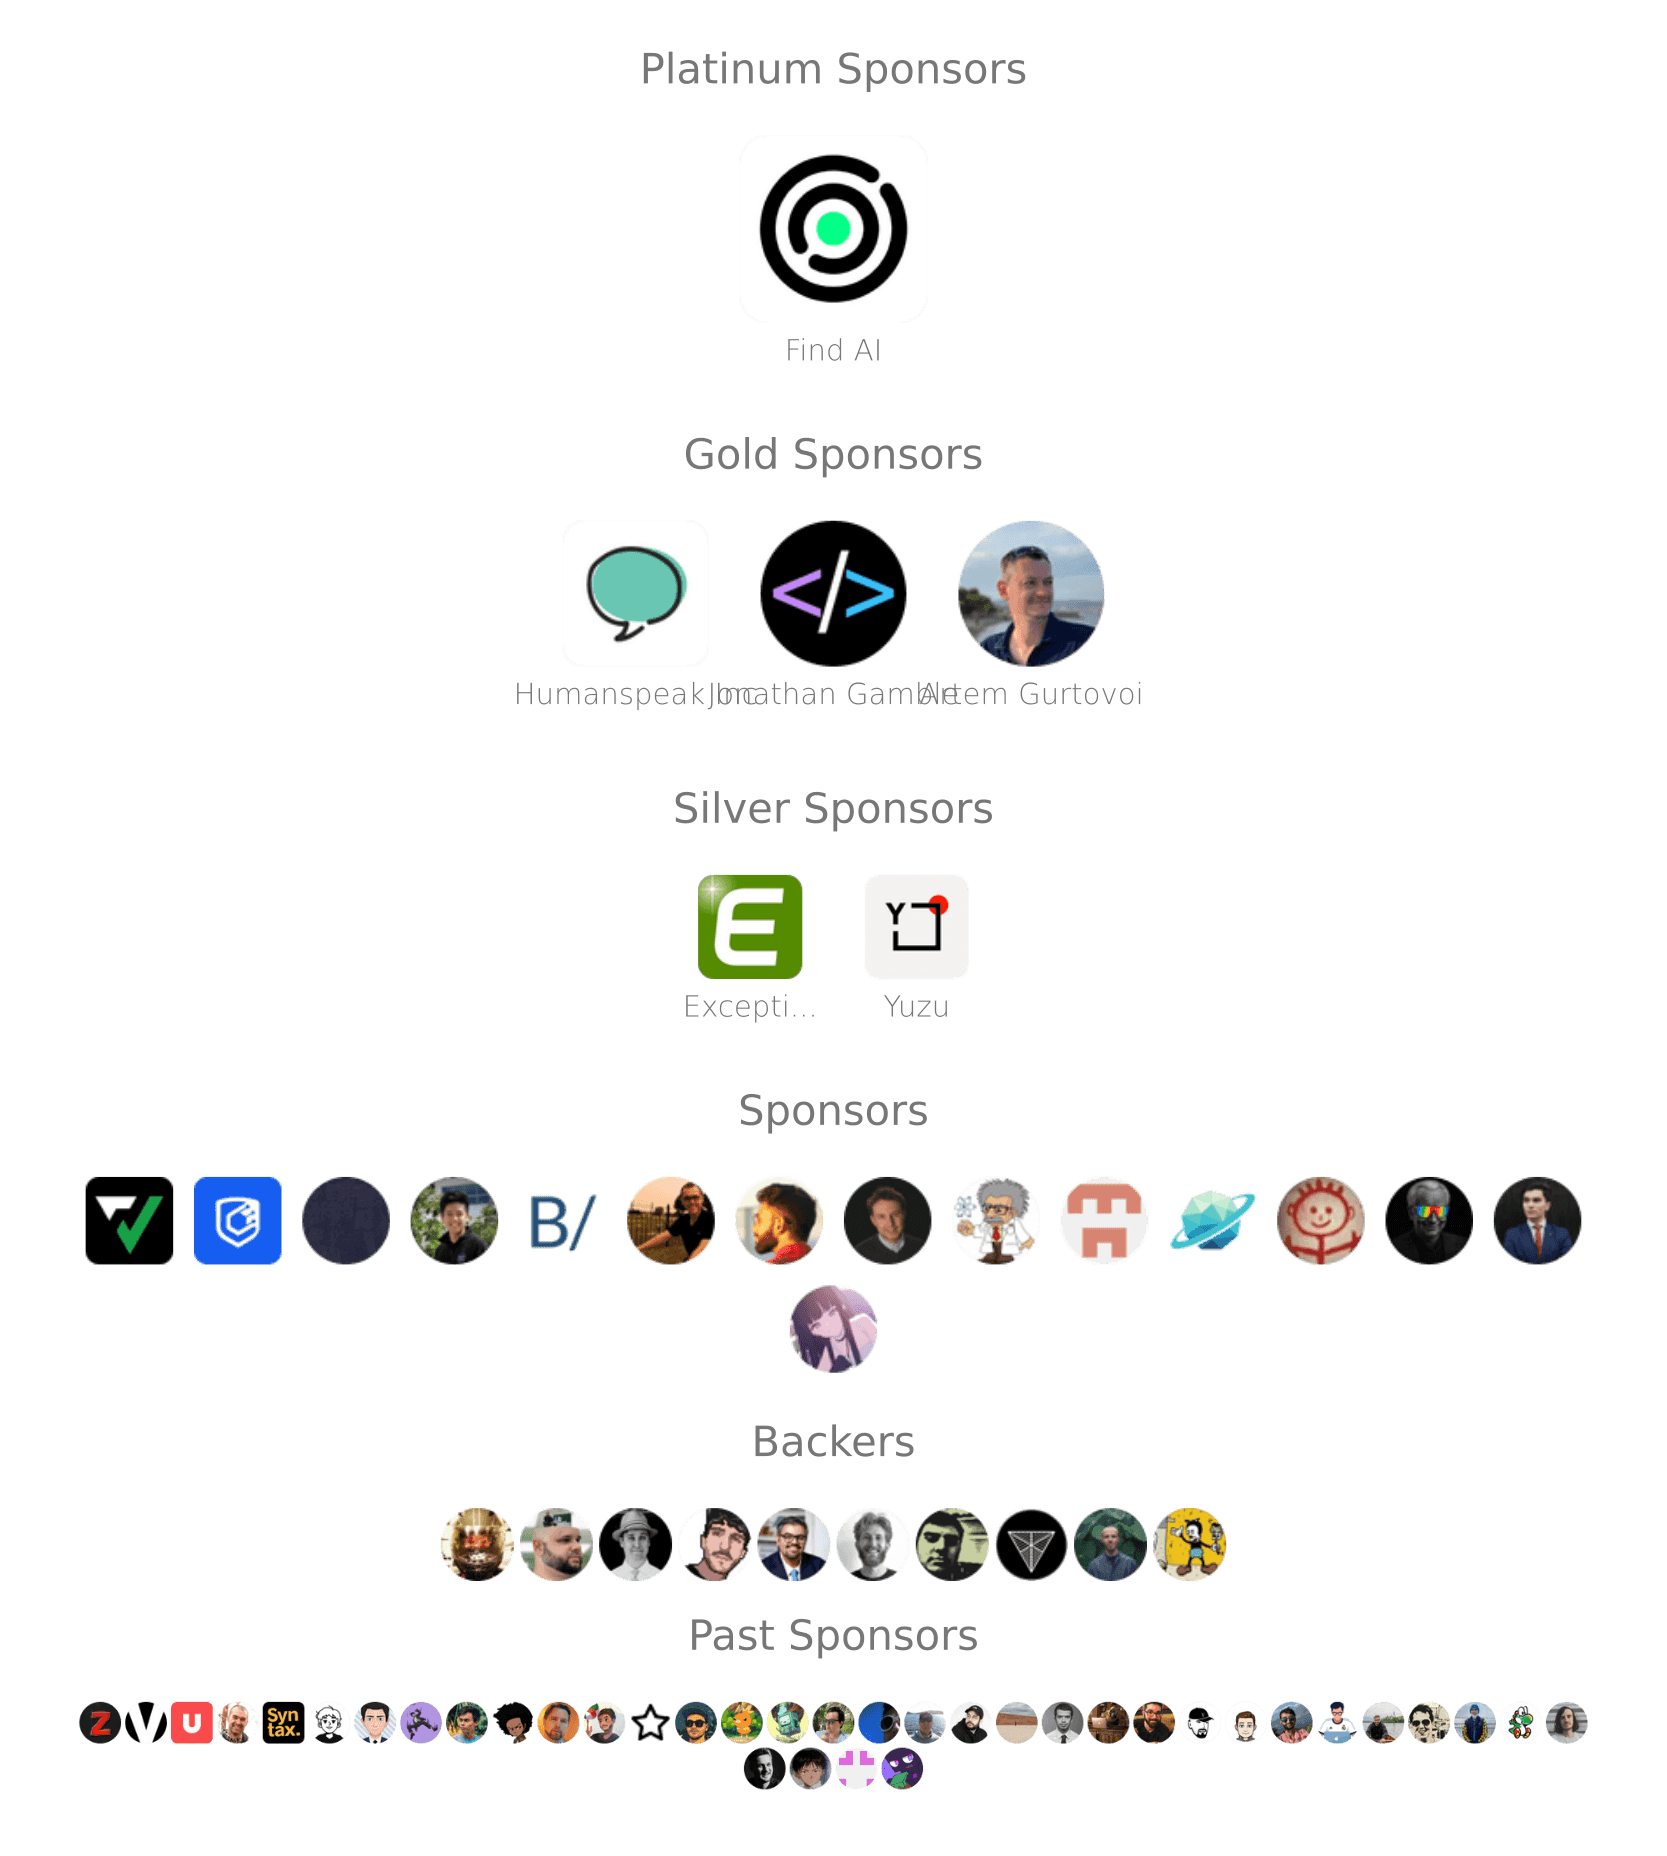 Platinum Sponsors
Find AI
Gold Sponsors
Humanspeak Inc Jonathan Gamble Artem Gurtovoi
Silver Sponsors
E Y
Excepti... Yuzu
Sponsors
B/
Backers
Past Sponsors
Z V U Syn
tax.